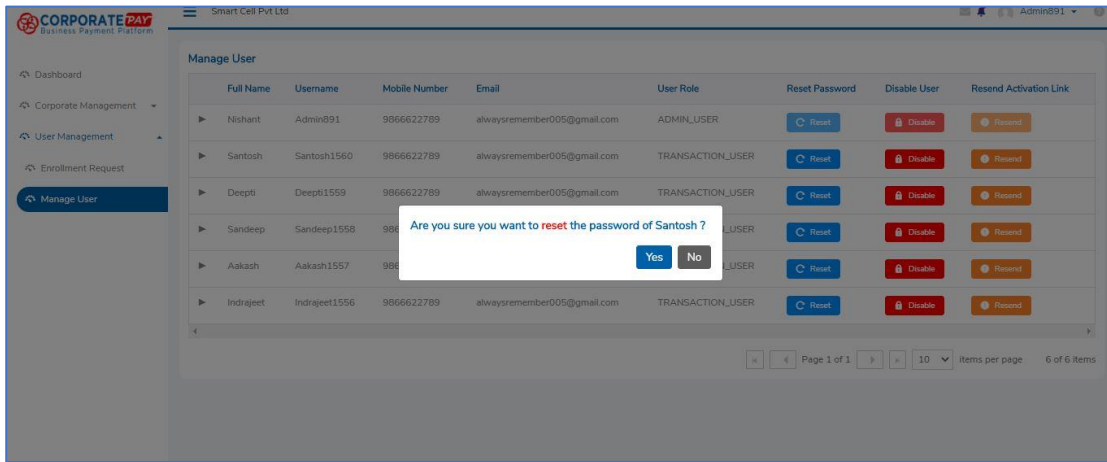 CORPORATE PAY
Business Payment Platform
Smart Cell Pvt Ltd
Admin891
Dashboard
Corporate Management
User Management
Enrollment Request
Manage User
Manage User
Full Name Username Mobile Number Email User Role Reset Password Disable User Resend Activation Link
Nishant Admin891 9866622789 alwaysremember005@gmail.com ADMIN_USER Reset Disable Resend
Santosh Santosh1560 9866622789 alwaysremember005@gmail.com TRANSACTION_USER Reset Disable Resend
Deepti Deepti1559 9866622789 alwaysremember005@gmail.com TRANSACTION_USER Reset Disable Resend
Sandeep Sandeep1558 986 N_USER Reset Disable Resend
Aakash Aakash1557 986 N_USER Reset Disable Resend
Indrajeet Indrajeet1556 9866622789 alwaysremember005@gmail.com TRANSACTION_USER Reset Disable Resend
Are you sure you want to reset the password of Santosh ?
Yes No
Page 1 of 1 10 items per page 6 of 6 items